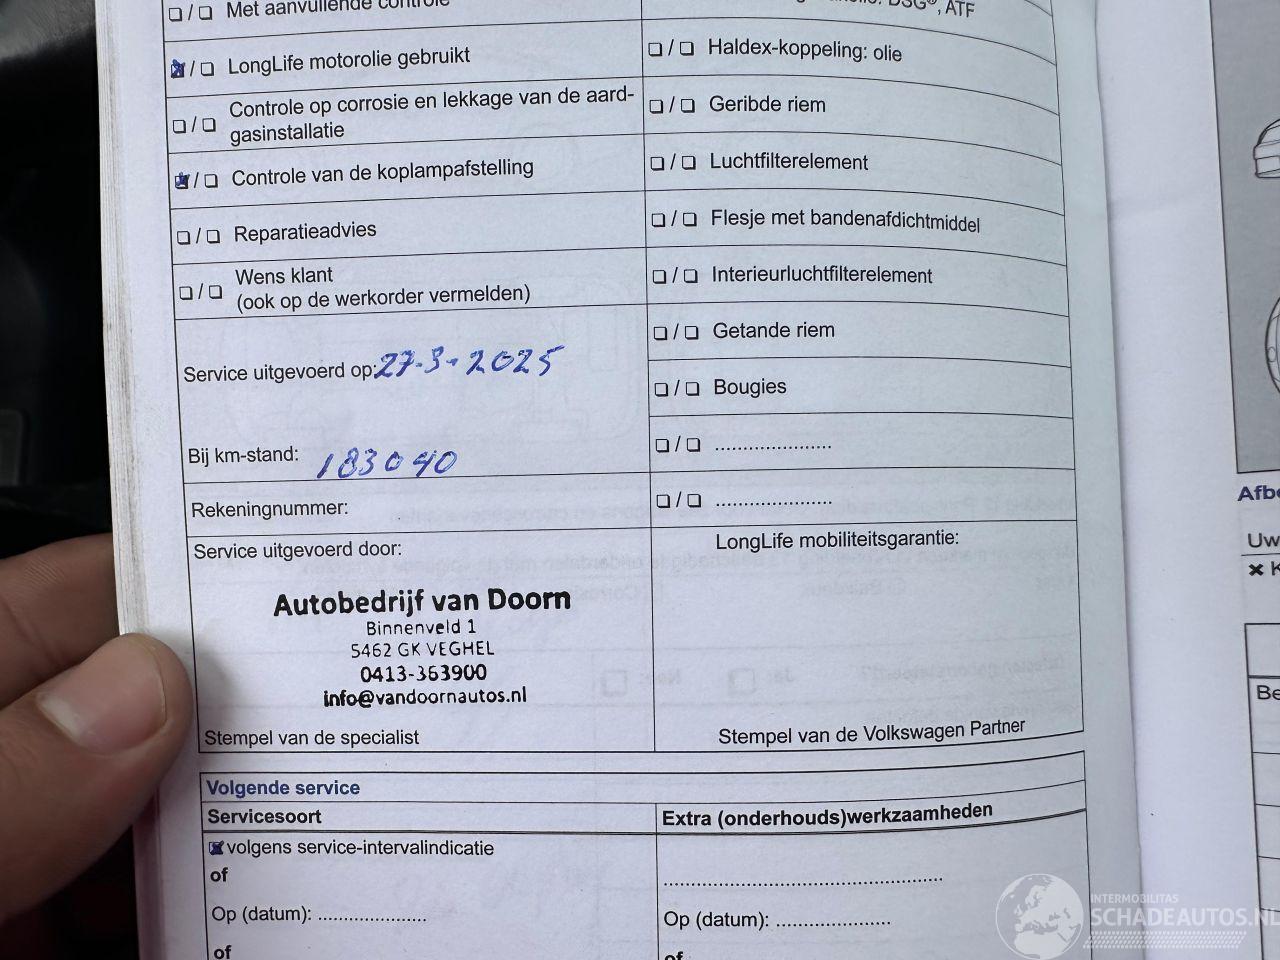 ❏ / ❏ Met aanvullende controle
☒ / ❏ LongLife motorolie gebruikt
❏ / ❏ Controle op corrosie en lekkage van de aard-
gasinstallatie
☒ / ❏ Controle van de koplampafstelling
❏ / ❏ Reparatieadvies
❏ / ❏ Wens klant
(ook op de werkorder vermelden)
Service uitgevoerd op: 27-3-2025
Bij km-stand: 183040
Rekeningnummer:
Service uitgevoerd door:
Autobedrijf van Doorn
Binnenveld 1
5462 GK VEGHEL
0413-363900
info@vandoornautos.nl
Stempel van de specialist
DSG®, ATF
❏ / ❏ Haldex-koppeling: olie
❏ / ❏ Geribde riem
❏ / ❏ Luchtfilterelement
❏ / ❏ Flesje met bandenafdichtmiddel
❏ / ❏ Interieurluchtfilterelement
❏ / ❏ Getande riem
❏ / ❏ Bougies
❏ / ❏ .....................
❏ / ❏ .....................
LongLife mobiliteitsgarantie:
Stempel van de Volkswagen Partner
Volgende service
Servicesoort
☒ volgens service-intervalindicatie
of
Op (datum): ....................
of
Extra (onderhouds)werkzaamheden
....................................................
Op (datum): .....................
of
Afbe
Uw
✖ K
Be
INTERMOBILITAS
SCHADEAUTOS.NL